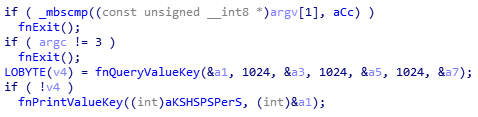 if ( _mbscmp((const unsigned __int8 *)argv[1], aCc) )
fnExit();
if ( argc != 3 )
fnExit();
LOBYTE(v4) = fnQueryValueKey(&a1, 1024, &a3, 1024, &a5, 1024, &a7);
if ( !v4 )
fnPrintValueKey((int)aKSHSPSPerS, (int)&a1);